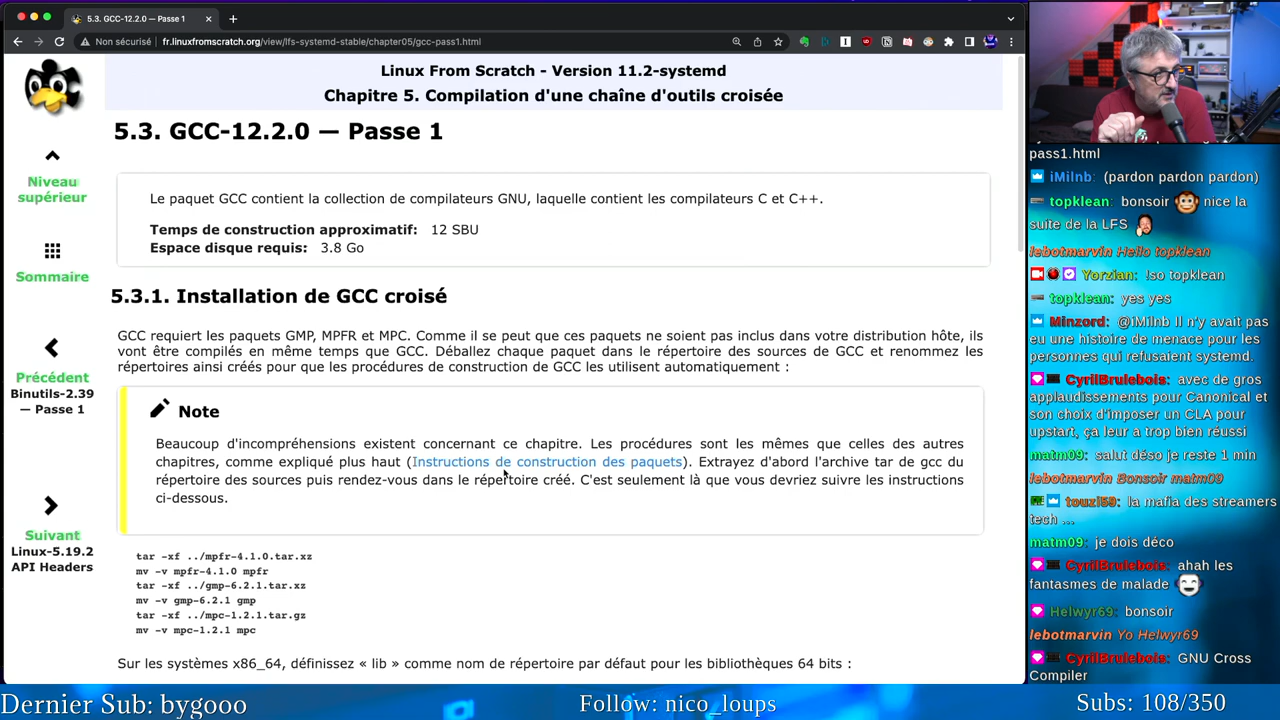 5.3. GCC-12.2.0 — Passe 1
Non sécurisé
fr.linuxfromscratch.org/view/lfs-systemd-stable/chapter05/gcc-pass1.html
Linux From Scratch - Version 11.2-systemd
Chapitre 5. Compilation d'une chaîne d'outils croisée
Niveau
supérieur
Sommaire
Précédent
Binutils-2.39
— Passe 1
Suivant
Linux-5.19.2
API Headers
5.3. GCC-12.2.0 — Passe 1
Le paquet GCC contient la collection de compilateurs GNU, laquelle contient les compilateurs C et C++.
Temps de construction approximatif: 12 SBU
Espace disque requis: 3.8 Go
5.3.1. Installation de GCC croisé
GCC requiert les paquets GMP, MPFR et MPC. Comme il se peut que ces paquets ne soient pas inclus dans votre distribution hôte, ils
vont être compilés en même temps que GCC. Déballez chaque paquet dans le répertoire des sources de GCC et renommez les
répertoires ainsi créés pour que les procédures de construction de GCC les utilisent automatiquement :
Note
Beaucoup d'incompréhensions existent concernant ce chapitre. Les procédures sont les mêmes que celles des autres
chapitres, comme expliqué plus haut (Instructions de construction des paquets). Extrayez d'abord l'archive tar de gcc du
répertoire des sources puis rendez-vous dans le répertoire créé. C'est seulement là que vous devriez suivre les instructions
ci-dessous.
tar -xf ../mpfr-4.1.0.tar.xz
mv -v mpfr-4.1.0 mpfr
tar -xf ../gmp-6.2.1.tar.xz
mv -v gmp-6.2.1 gmp
tar -xf ../mpc-1.2.1.tar.gz
mv -v mpc-1.2.1 mpc
Sur les systèmes x86_64, définissez « lib » comme nom de répertoire par défaut pour les bibliothèques 64 bits :
pass1.html
iMilnb: (pardon pardon pardon)
topklean: bonsoir nice la
suite de la LFS
lebotmarvin Hello topklean
Yorzian: !so topklean
topklean: yes yes
Minzord: @iMilnb Il n'y avait pas
eu une histoire de menace pour les
personnes qui refusaient systemd.
CyrilBrulebois: avec de gros
applaudissements pour Canonical et
son choix d'imposer un CLA pour
upstart, ça leur a trop bien réussi
matm09: salut déso je reste 1 min
lebotmarvin Bonsoir matm09
touzi59: la mafia des streamers
tech ...
matm09: je dois déco
CyrilBrulebois: ahah les
fantasmes de malade
Helwyr69: bonsoir
lebotmarvin Yo Helwyr69
CyrilBrulebois: GNU Cross
Compiler
Dernier Sub: bygooo
Follow: nico_loups
Subs: 108/350